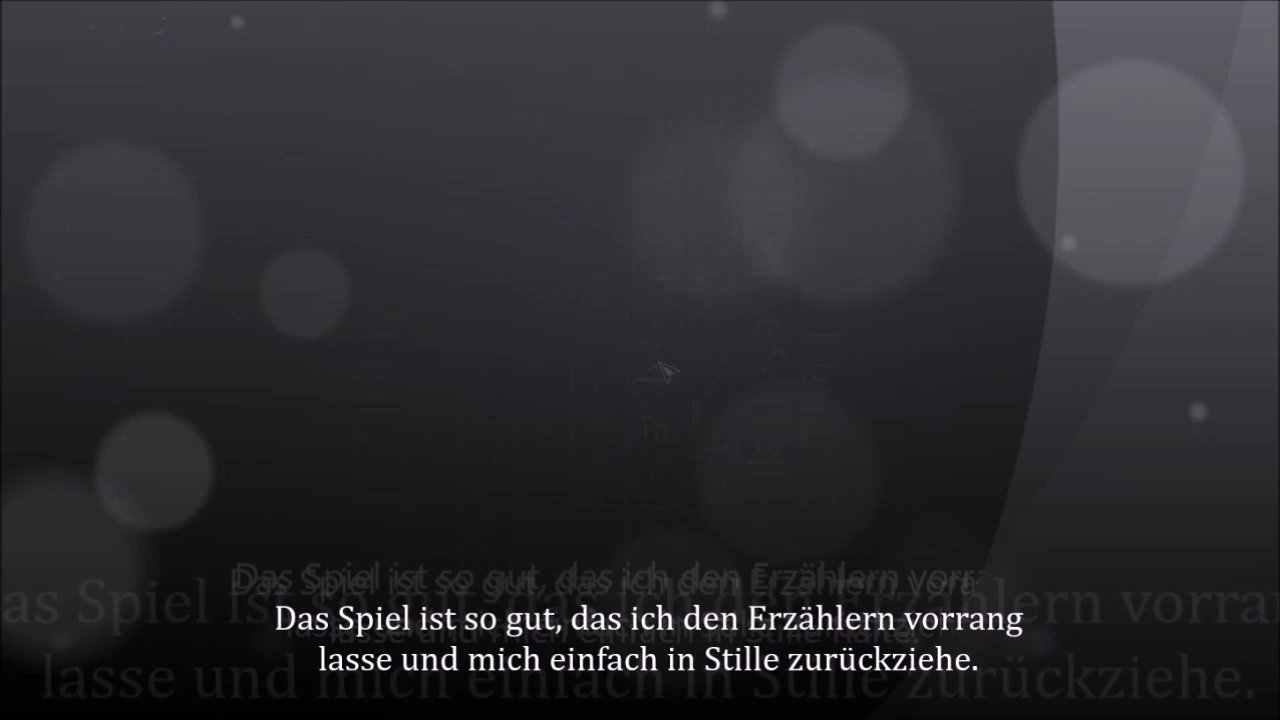 Das Spiel ist so gut, das ich den Erzählern vorrang
lasse und mich einfach in Stille zurückziehe.